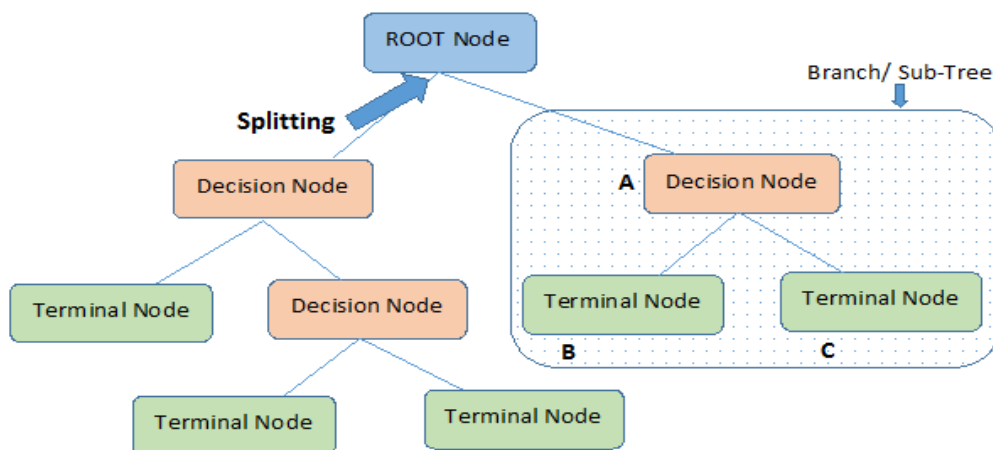 ROOT Node
Branch/ Sub-Tree
Splitting
Decision Node
A
Decision Node
Terminal Node
Decision Node
Terminal Node
Terminal Node
B
C
Terminal Node
Terminal Node